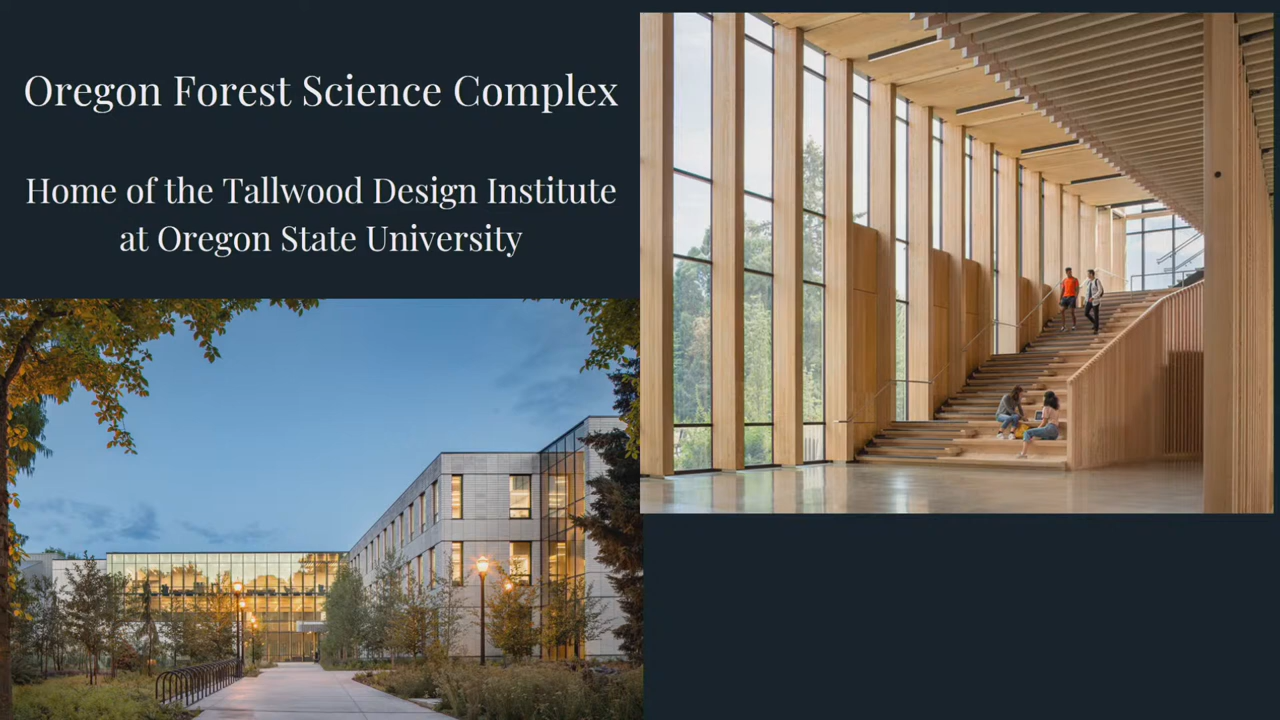 Oregon Forest Science Complex
Home of the Tallwood Design Institute
at Oregon State University